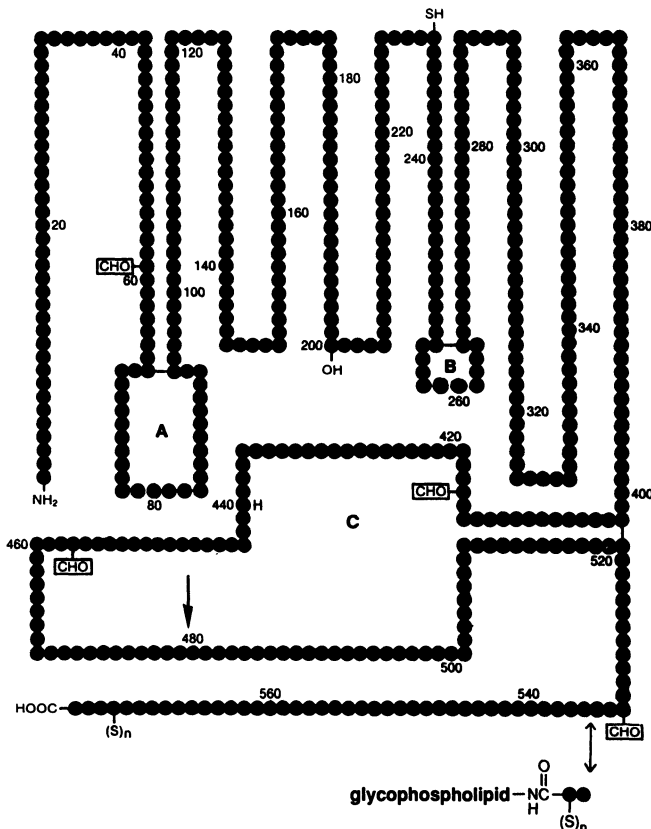 SH
40 120 180 360
220
240 280 300
20 160 380
CHO 60 140
100
340
200
OH
B
260
A
320
420
NH₂ 80 440 H CHO 400
C
460
CHO
520
480
500
560 540
HOOC
(S)n
CHO
glycophospholipid
O
NC
H
(S)n